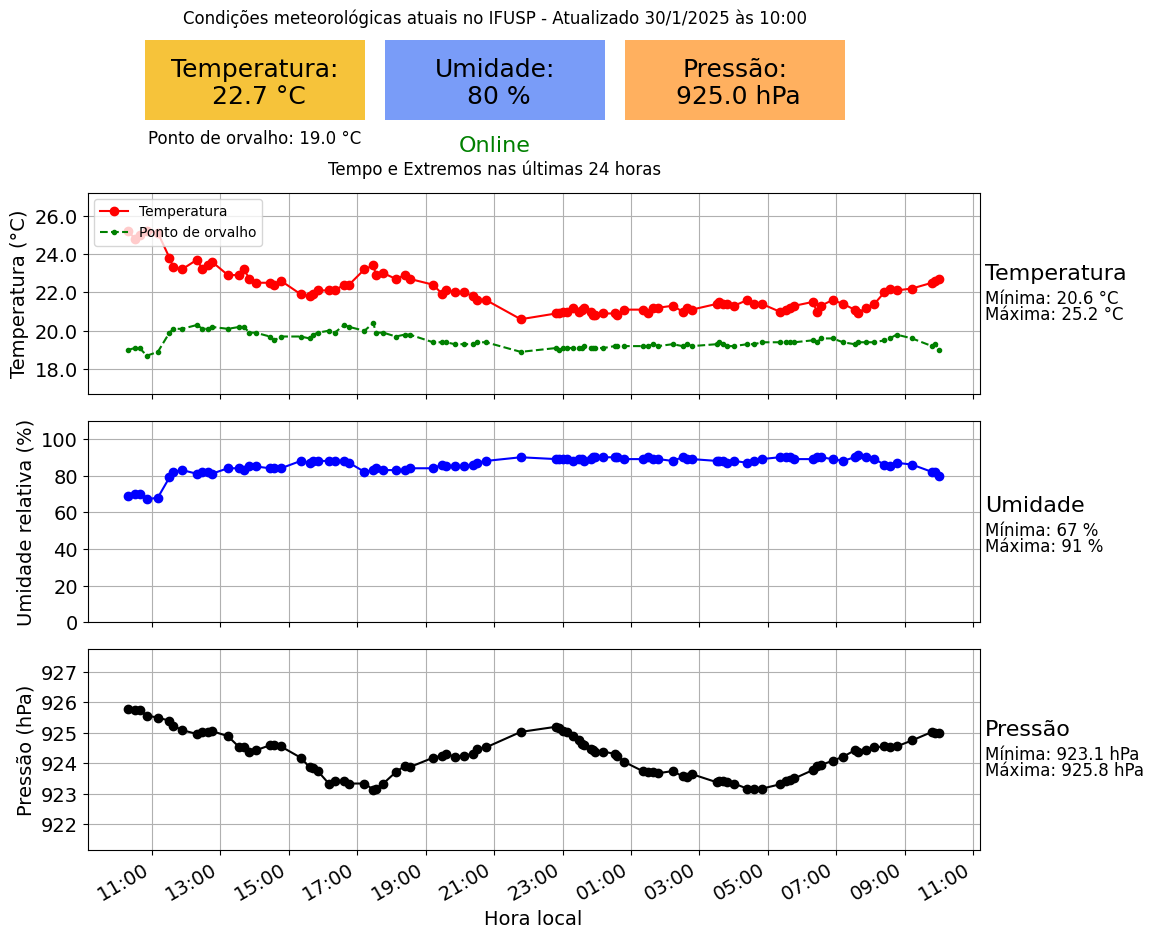 Condições meteorológicas atuais no IFUSP - Atualizado 30/1/2025 às 10:00
Temperatura:
22.7 °C
Umidade:
80 %
Pressão:
925.0 hPa
Ponto de orvalho: 19.0 °C
Online
Tempo e Extremos nas últimas 24 horas
Temperatura (°C)
26.0
24.0
22.0
20.0
18.0
Temperatura
Ponto de orvalho
Temperatura
Mínima: 20.6 °C
Máxima: 25.2 °C
Umidade relativa (%)
100
80
60
40
20
0
Umidade
Mínima: 67 %
Máxima: 91 %
Pressão (hPa)
927
926
925
924
923
922
Pressão
Mínima: 923.1 hPa
Máxima: 925.8 hPa
11:00 13:00 15:00 17:00 19:00 21:00 23:00 01:00 03:00 05:00 07:00 09:00 11:00
Hora local